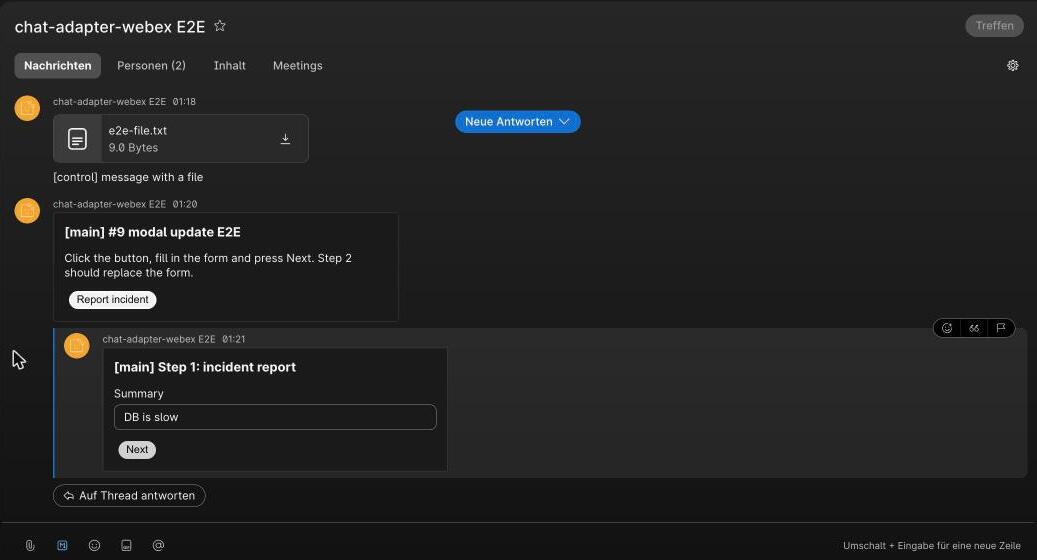 chat-adapter-webex E2E
Treffen
Nachrichten Personen (2) Inhalt Meetings
chat-adapter-webex E2E 01:18
Neue Antworten
e2e-file.txt
9.0 Bytes
[control] message with a file
chat-adapter-webex E2E 01:20
[main] #9 modal update E2E
Click the button, fill in the form and press Next. Step 2
should replace the form.
Report incident
chat-adapter-webex E2E 01:21
[main] Step 1: incident report
Summary
DB is slow
Next
Auf Thread antworten
Umschalt + Eingabe für eine neue Zeile